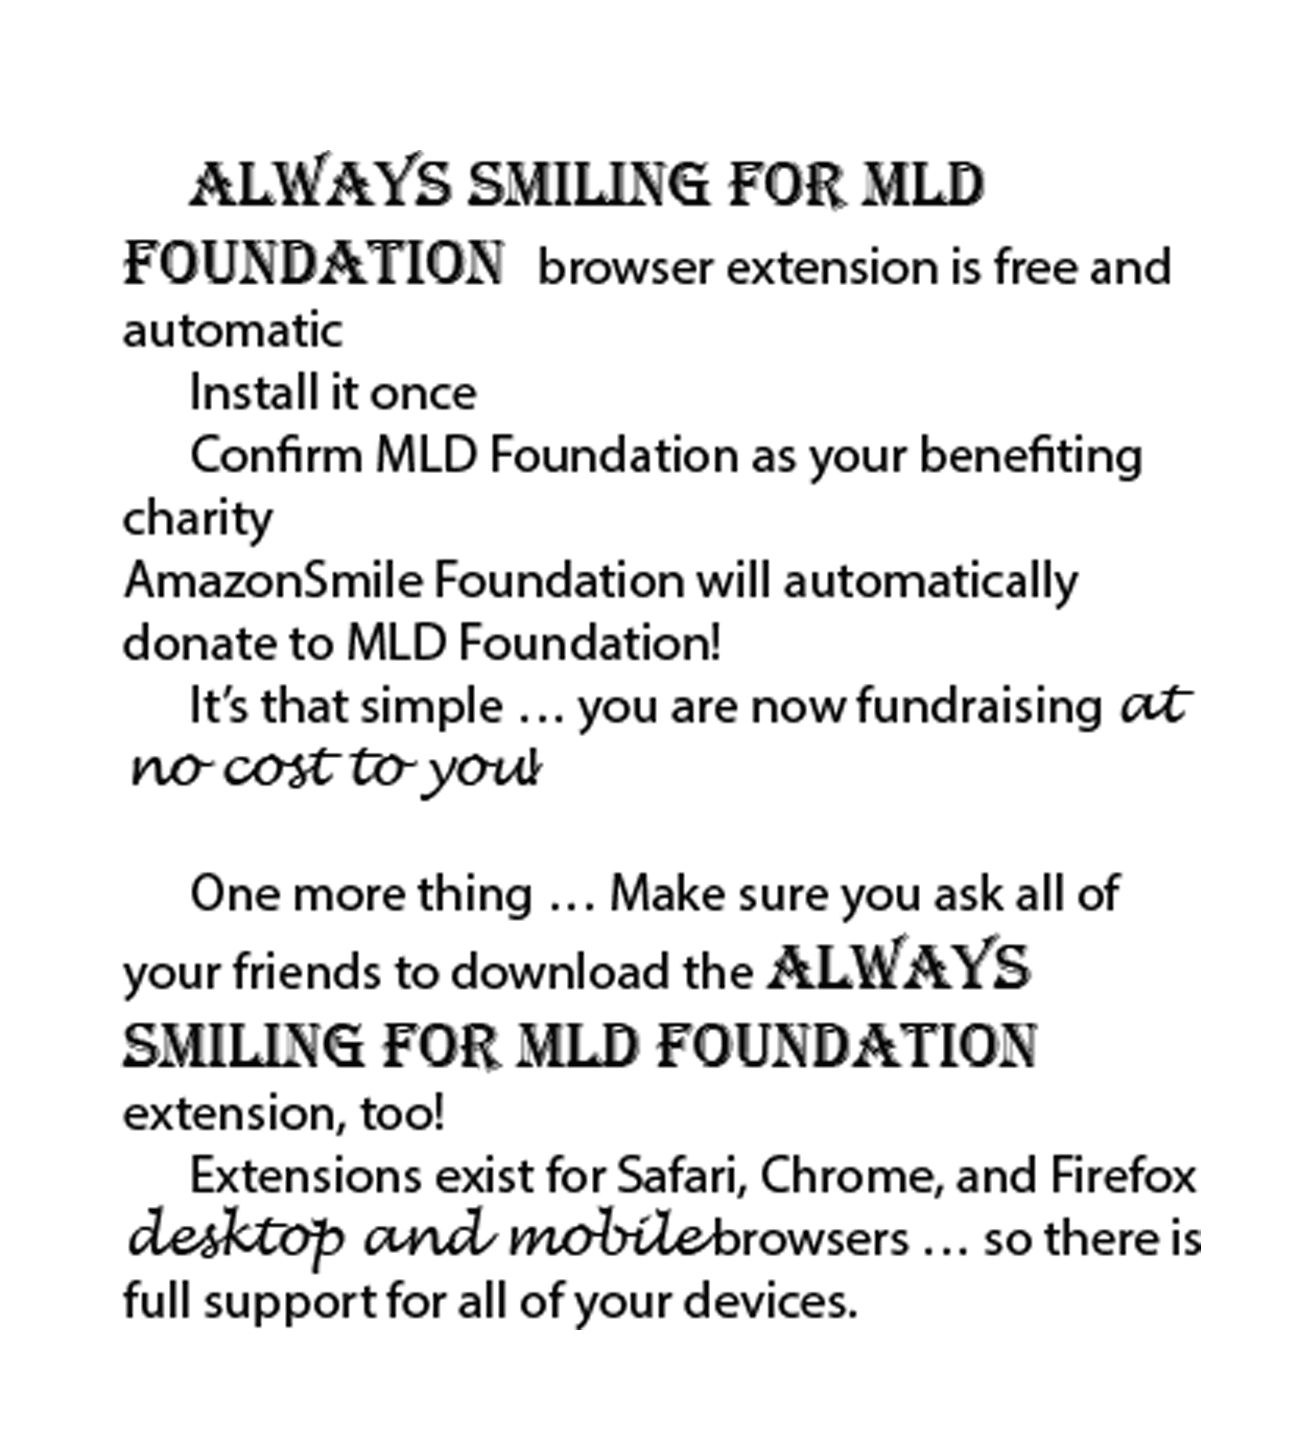 ALWAYS SMILING FOR MLD
FOUNDATION browser extension is free and
automatic
Install it once
Confirm MLD Foundation as your benefiting
charity
AmazonSmile Foundation will automatically
donate to MLD Foundation!
It’s that simple … you are now fundraising at
no cost to you!
One more thing … Make sure you ask all of
your friends to download the ALWAYS
SMILING FOR MLD FOUNDATION
extension, too!
Extensions exist for Safari, Chrome, and Firefox
desktop and mobile browsers … so there is
full support for all of your devices.